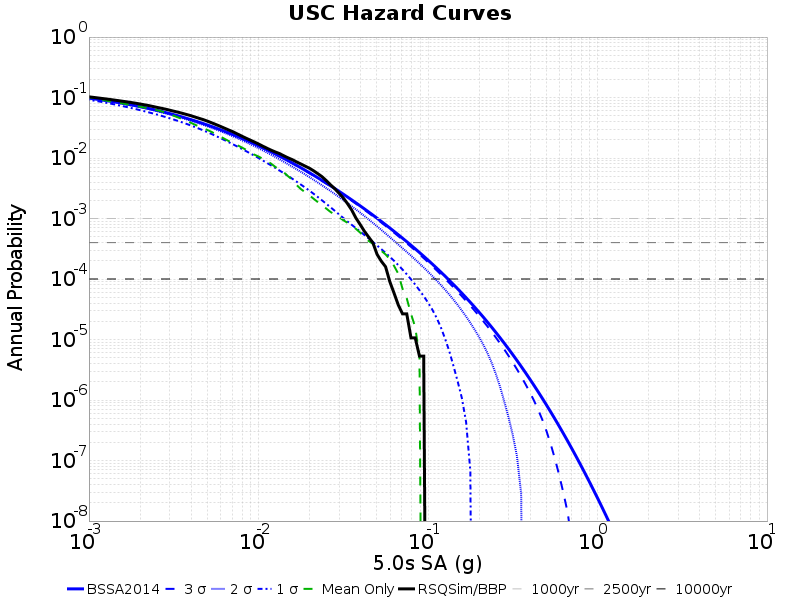 USC Hazard Curves
10^0
10^-1
10^-2
10^-3
10^-4
10^-5
10^-6
10^-7
10^-8
Annual Probability
10^-3 10^-2 10^-1 10^0 10^1
5.0s SA (g)
BSSA2014 3 σ 2 σ 1 σ Mean Only RSQSim/BBP 1000yr 2500yr 10000yr